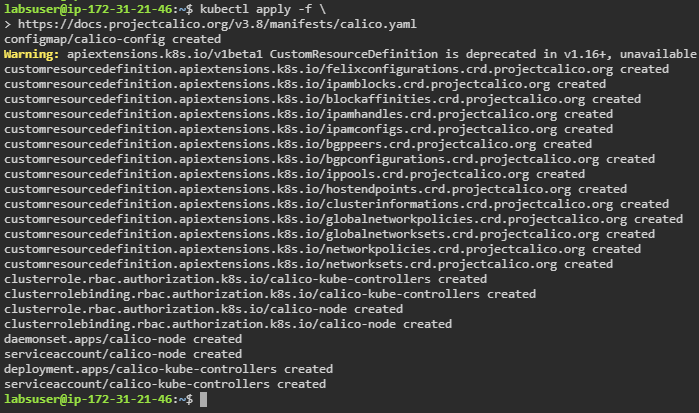 labsuser@ip-172-31-21-46:~$ kubectl apply -f \
> https://docs.projectcalico.org/v3.8/manifests/calico.yaml
configmap/calico-config created
Warning: apiextensions.k8s.io/v1beta1 CustomResourceDefinition is deprecated in v1.16+, unavailable
customresourcedefinition.apiextensions.k8s.io/felixconfigurations.crd.projectcalico.org created
customresourcedefinition.apiextensions.k8s.io/ipamblocks.crd.projectcalico.org created
customresourcedefinition.apiextensions.k8s.io/blockaffinities.crd.projectcalico.org created
customresourcedefinition.apiextensions.k8s.io/ipamhandles.crd.projectcalico.org created
customresourcedefinition.apiextensions.k8s.io/ipamconfigs.crd.projectcalico.org created
customresourcedefinition.apiextensions.k8s.io/bgppeers.crd.projectcalico.org created
customresourcedefinition.apiextensions.k8s.io/bgpconfigurations.crd.projectcalico.org created
customresourcedefinition.apiextensions.k8s.io/ippools.crd.projectcalico.org created
customresourcedefinition.apiextensions.k8s.io/hostendpoints.crd.projectcalico.org created
customresourcedefinition.apiextensions.k8s.io/clusterinformations.crd.projectcalico.org created
customresourcedefinition.apiextensions.k8s.io/globalnetworkpolicies.crd.projectcalico.org created
customresourcedefinition.apiextensions.k8s.io/globalnetworksets.crd.projectcalico.org created
customresourcedefinition.apiextensions.k8s.io/networkpolicies.crd.projectcalico.org created
customresourcedefinition.apiextensions.k8s.io/networksets.crd.projectcalico.org created
clusterrole.rbac.authorization.k8s.io/calico-kube-controllers created
clusterrolebinding.rbac.authorization.k8s.io/calico-kube-controllers created
clusterrole.rbac.authorization.k8s.io/calico-node created
clusterrolebinding.rbac.authorization.k8s.io/calico-node created
daemonset.apps/calico-node created
serviceaccount/calico-node created
deployment.apps/calico-kube-controllers created
serviceaccount/calico-kube-controllers created
labsuser@ip-172-31-21-46:~$